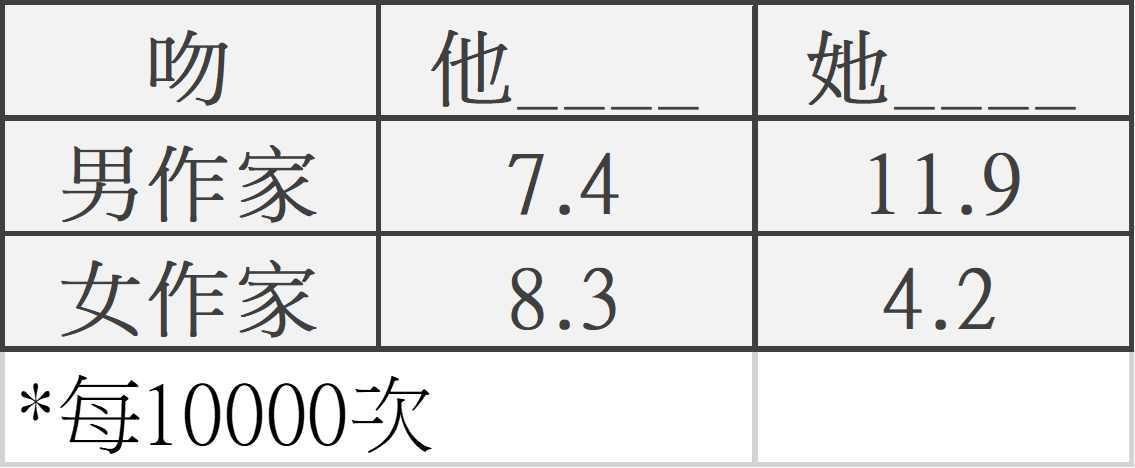 吻 他____ 她____
男作家 7.4 11.9
女作家 8.3 4.2
*每10000次